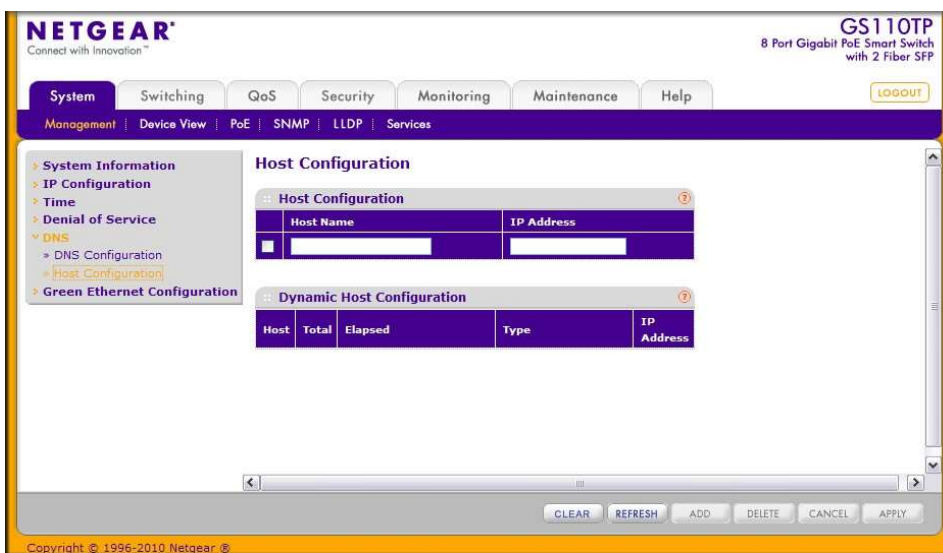 NETGEAR®
Connect with Innovation™
GS110TP
8 Port Gigabit PoE Smart Switch
with 2 Fiber SFP
System Switching QoS Security Monitoring Maintenance Help LOGOUT
Management Device View PoE SNMP LLDP Services
System Information
IP Configuration
Time
Denial of Service
DNS
» DNS Configuration
» Host Configuration
Green Ethernet Configuration
Host Configuration
Host Configuration ?
Host Name IP Address
Dynamic Host Configuration ?
Host Total Elapsed Type IP Address
CLEAR REFRESH ADD DELETE CANCEL APPLY
Copyright © 1996-2010 Netgear ®